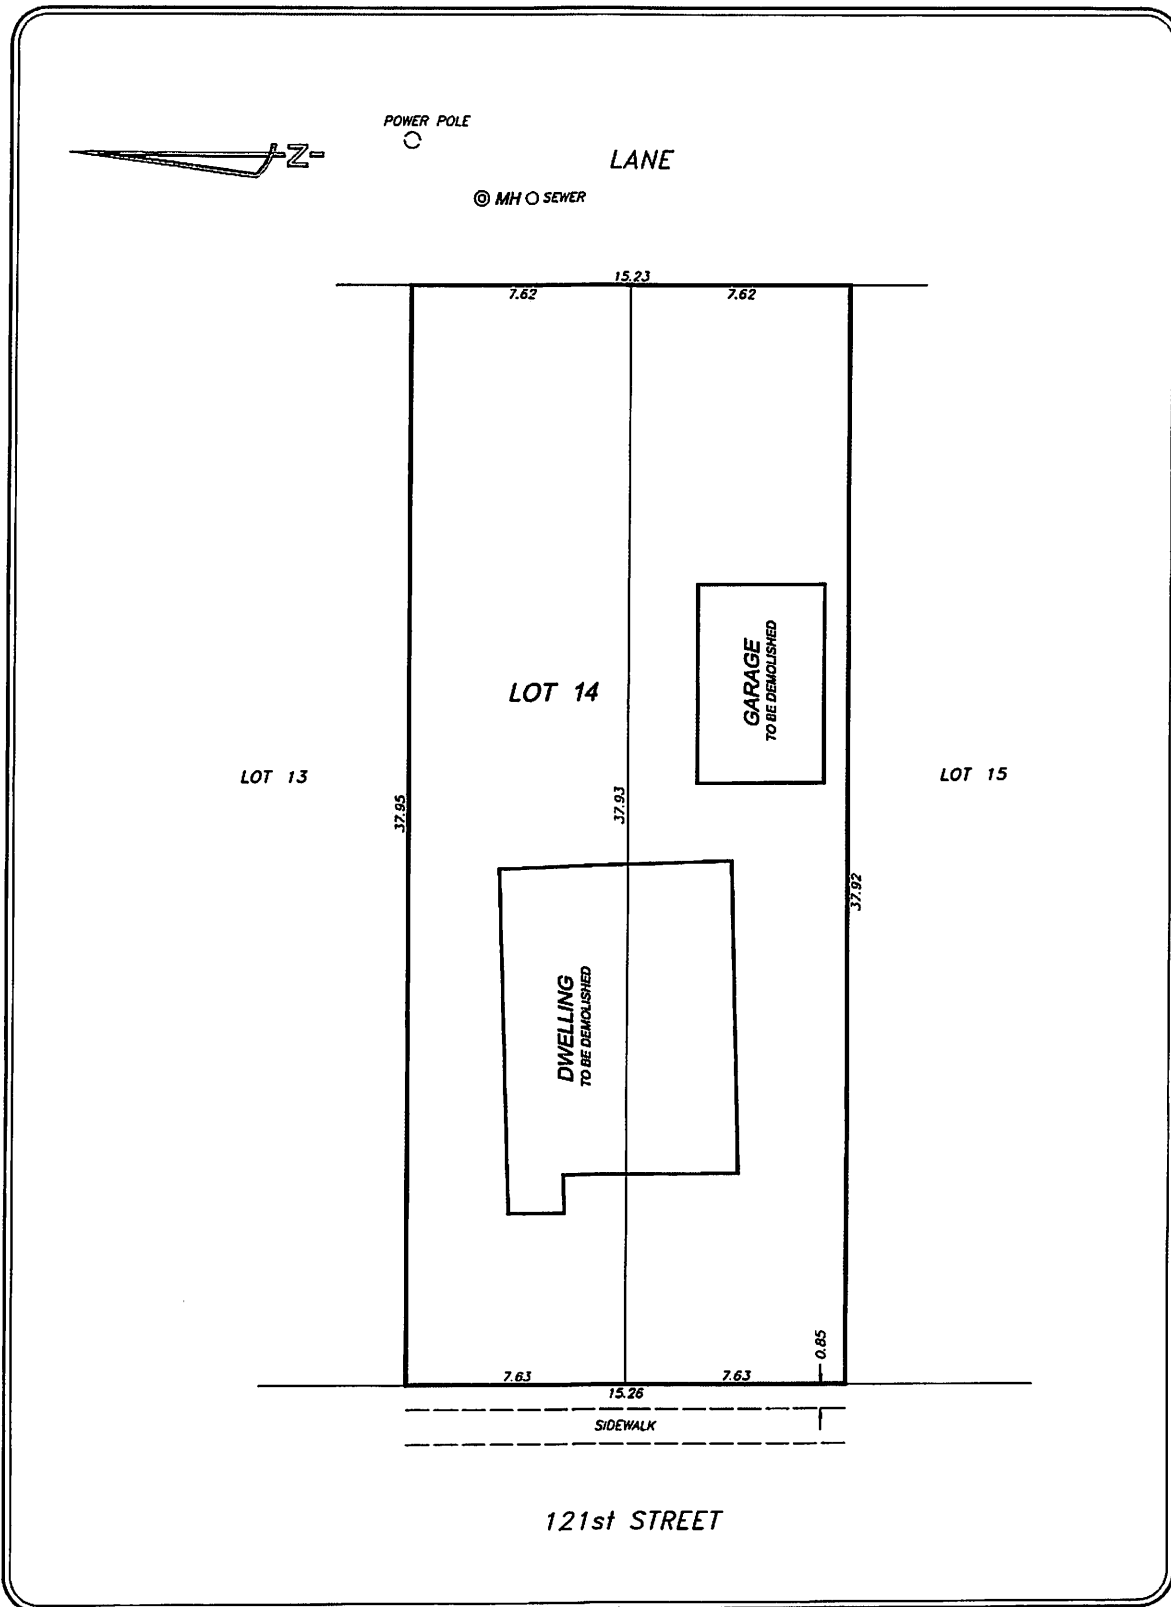 POWER POLE
-Z-
LANE
MH SEWER
15.23
7.62 7.62
GARAGE
TO BE DEMOLISHED
LOT 14
LOT 13
LOT 15
37.95
37.93
37.92
DWELLING
TO BE DEMOLISHED
0.85
7.63 7.63
15.26
SIDEWALK
121st STREET